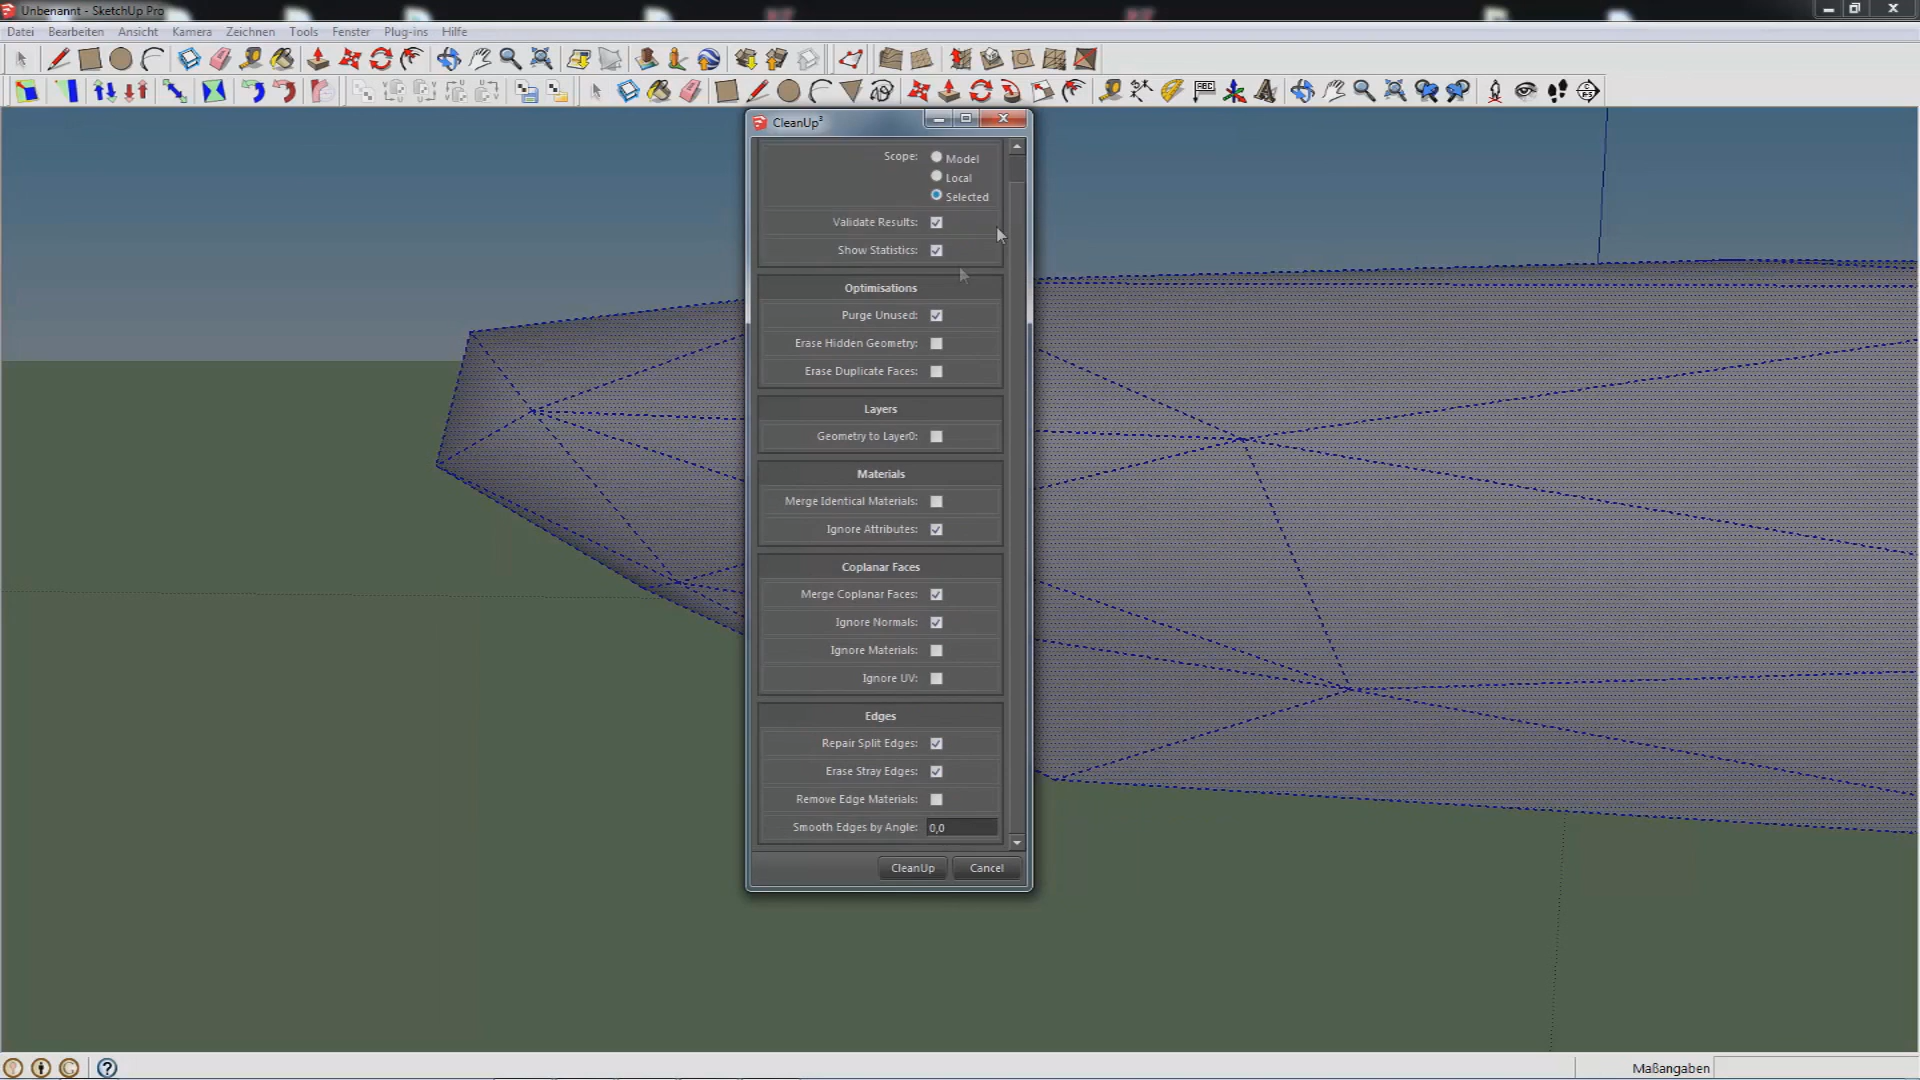 Unbenannt - SketchUp Pro
Datei Bearbeiten Ansicht Kamera Zeichnen Tools Fenster Plug-ins Hilfe
CleanUp³
Scope: Model
Local
Selected
Validate Results:
Show Statistics:
Optimisations
Purge Unused:
Erase Hidden Geometry:
Erase Duplicate Faces:
Layers
Geometry to Layer0:
Materials
Merge Identical Materials:
Ignore Attributes:
Coplanar Faces
Merge Coplanar Faces:
Ignore Normals:
Ignore Materials:
Ignore UV:
Edges
Repair Split Edges:
Erase Stray Edges:
Remove Edge Materials:
Smooth Edges by Angle: 0,0
CleanUp Cancel
Maßangaben